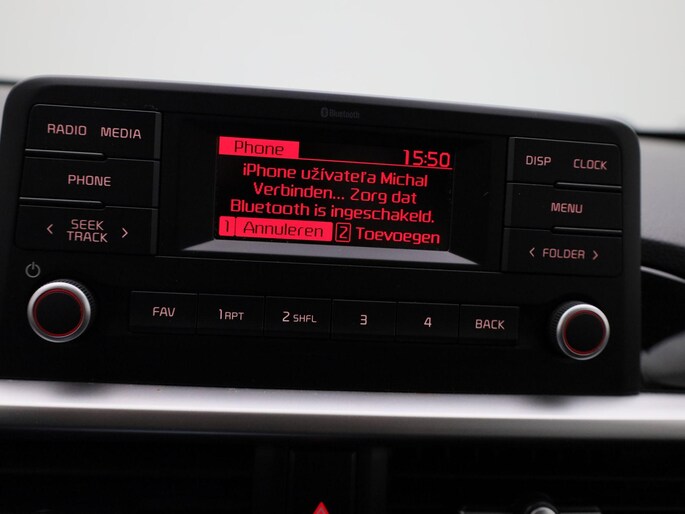 Bluetooth
RADIO MEDIA
PHONE
SEEK
TRACK
Phone 15:50
iPhone užívateľa Michal
Verbinden... Zorg dat
Bluetooth is ingeschakeld.
1 Annuleren 2 Toevoegen
DISP CLOCK
MENU
FOLDER
FAV 1 RPT 2 SHFL 3 4 BACK